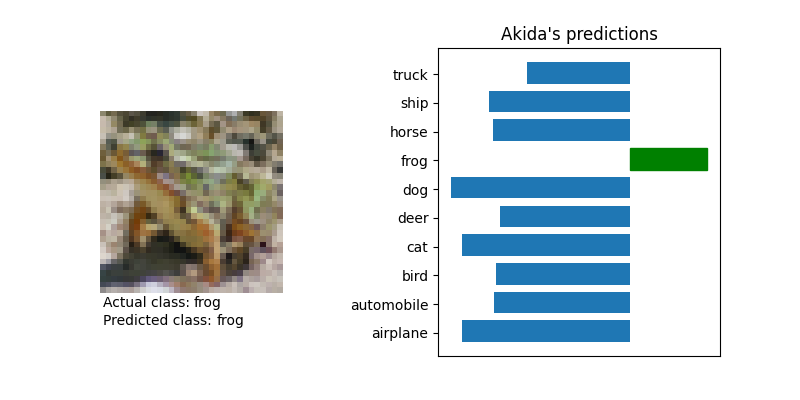 Akida's predictions
truck
ship
horse
frog
dog
deer
cat
bird
automobile
airplane
Actual class: frog
Predicted class: frog